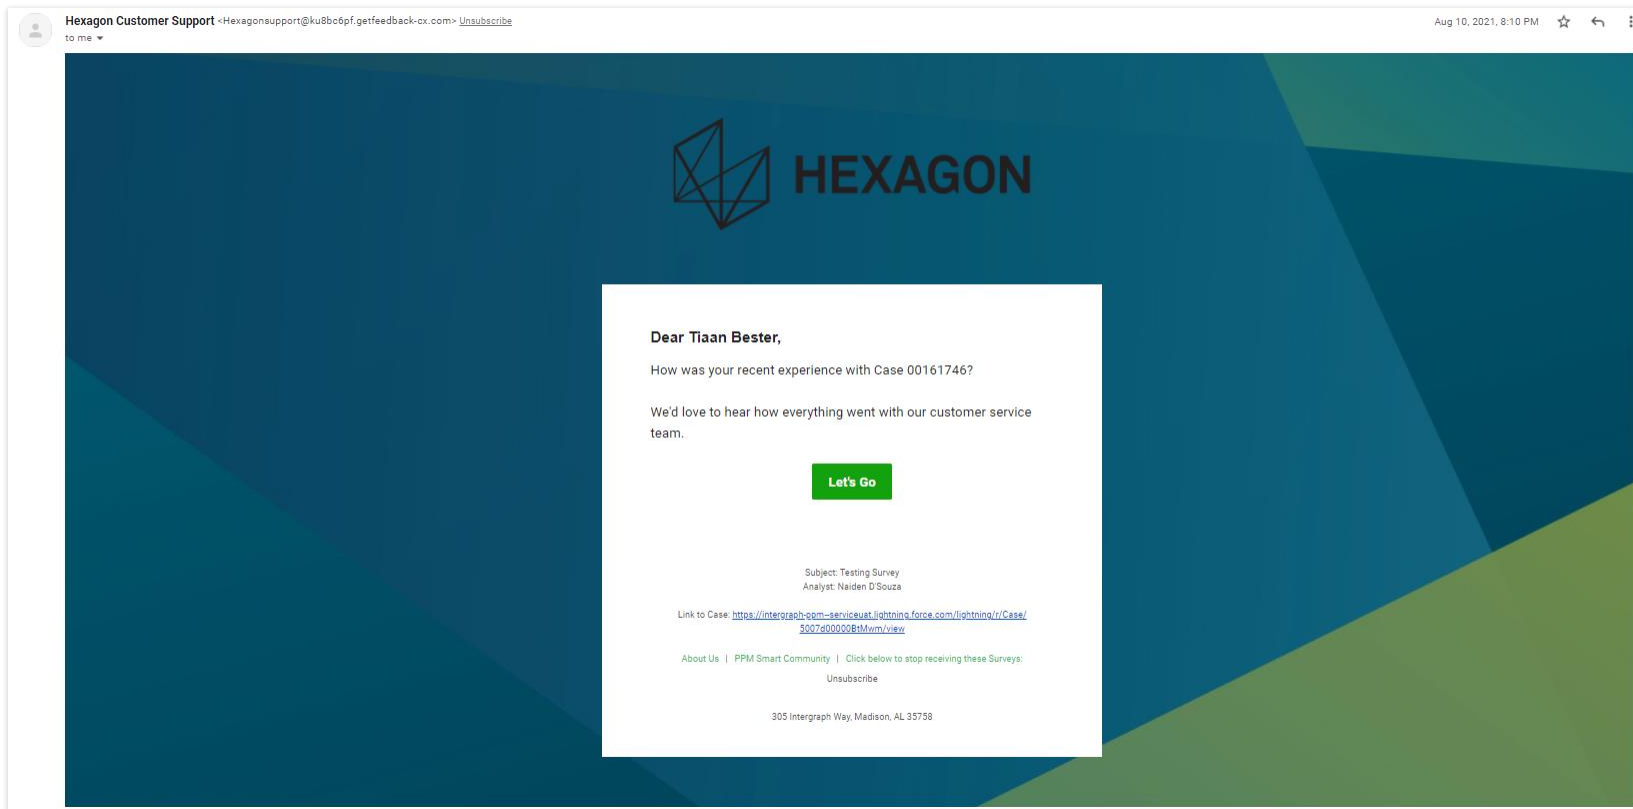 Hexagon Customer Support <Hexagonsupport@ku8bc6pf.getfeedback-cx.com> Unsubscribe
Aug 10, 2021, 8:10 PM
to me
HEXAGON
Dear Tiaan Bester,
How was your recent experience with Case 00161746?
We'd love to hear how everything went with our customer service
team.
Let's Go
Subject: Testing Survey
Analyst: Naiden D'Souza
Link to Case: https://intergraph-ppm--serviceuat.lightning.force.com/lightning/r/Case/
5007d00000BtMwm/view
About Us | PPM Smart Community | Click below to stop receiving these Surveys:
Unsubscribe
305 Intergraph Way, Madison, AL 35758